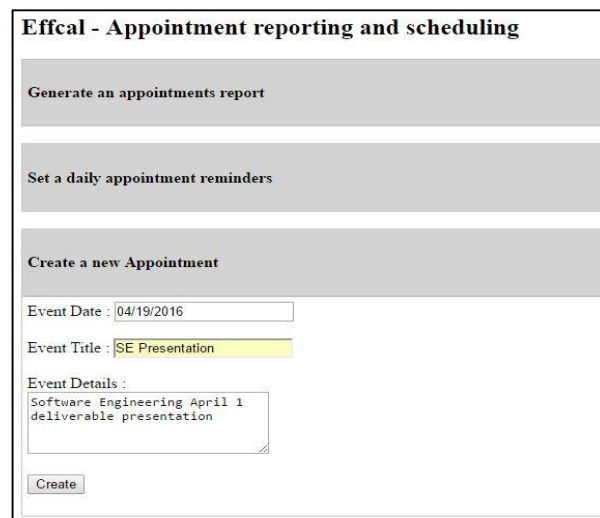 Effcal - Appointment reporting and scheduling
Generate an appointments report
Set a daily appointment reminders
Create a new Appointment
Event Date : 04/19/2016
Event Title : SE Presentation
Event Details :
Software Engineering April 1
deliverable presentation
Create